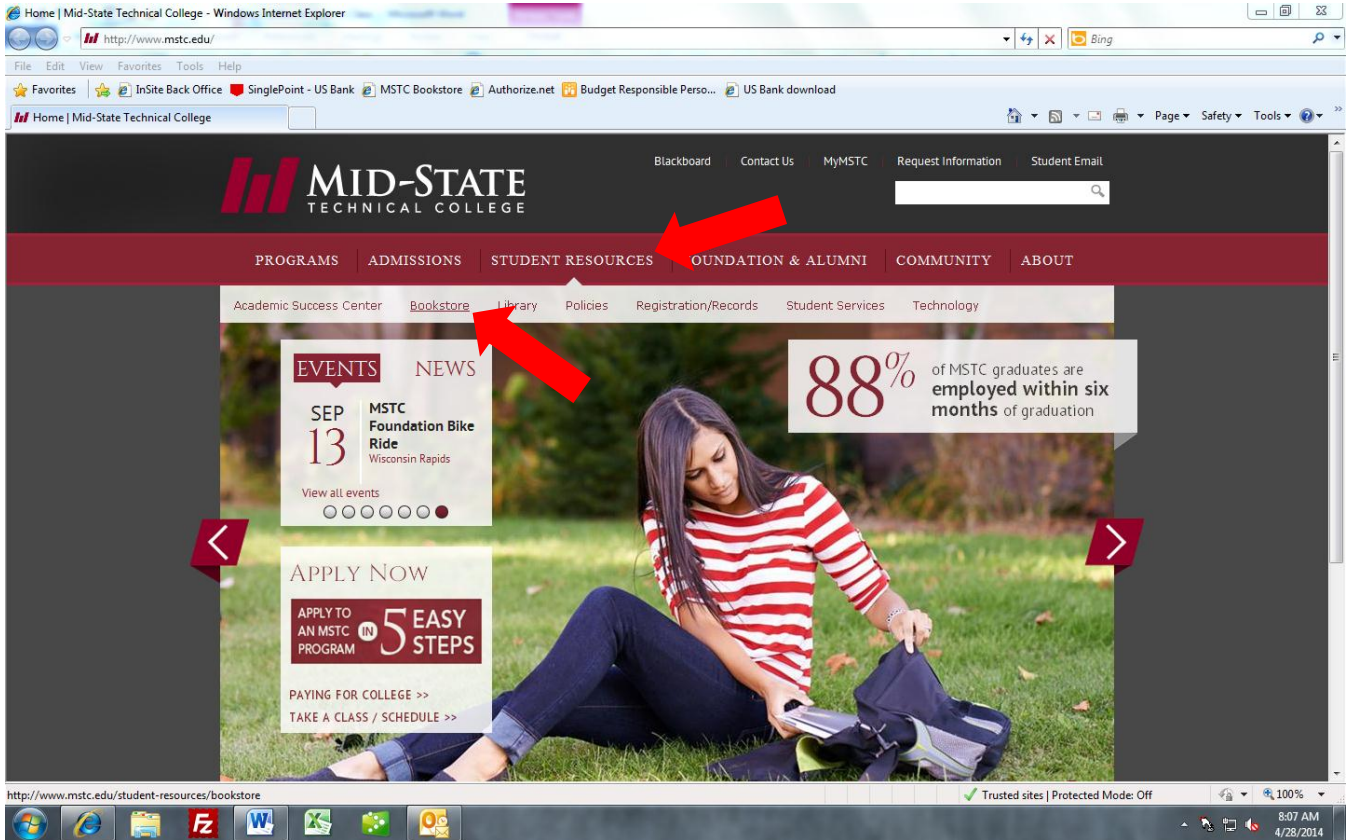 Home | Mid-State Technical College - Windows Internet Explorer
http://www.mstc.edu/
Bing
File Edit View Favorites Tools Help
Favorites InSite Back Office SinglePoint - US Bank MSTC Bookstore Authorize.net Budget Responsible Perso... US Bank download
Home | Mid-State Technical College
Page Safety Tools
Blackboard Contact Us MyMSTC Request Information Student Email
MID-STATE
TECHNICAL COLLEGE
PROGRAMS ADMISSIONS STUDENT RESOURCES FOUNDATION & ALUMNI COMMUNITY ABOUT
Academic Success Center Bookstore Library Policies Registration/Records Student Services Technology
EVENTS NEWS
SEP
13
MSTC
Foundation Bike
Ride
Wisconsin Rapids
View all events
88% of MSTC graduates are
employed within six
months of graduation
APPLY NOW
APPLY TO
AN MSTC
PROGRAM
IN
5 EASY
STEPS
PAYING FOR COLLEGE >>
TAKE A CLASS / SCHEDULE >>
http://www.mstc.edu/student-resources/bookstore
Trusted sites | Protected Mode: Off
100%
8:07 AM
4/28/2014